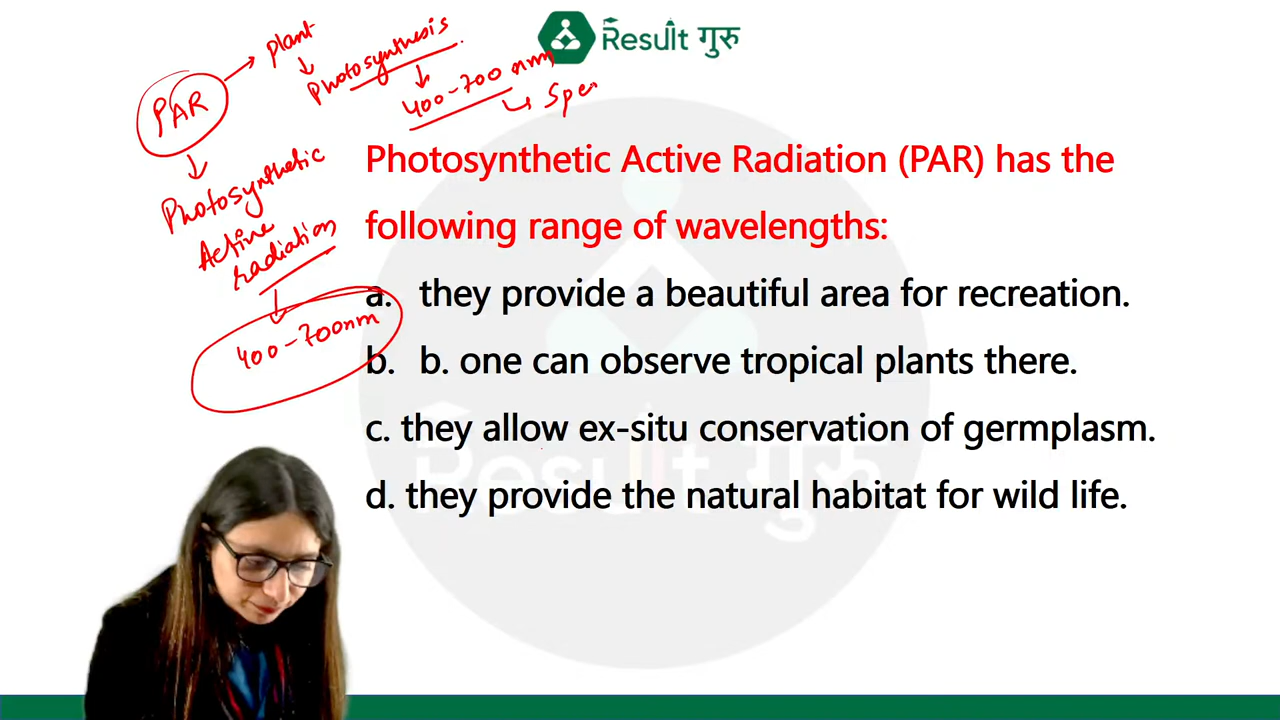 Result गुरु
plant
Photosynthesis
400-700 nm
Spe
PAR
Photosynthetic
Active
radiation
400-700nm
Photosynthetic Active Radiation (PAR) has the
following range of wavelengths:
a. they provide a beautiful area for recreation.
b. b. one can observe tropical plants there.
c. they allow ex-situ conservation of germplasm.
d. they provide the natural habitat for wild life.
Result गुरु